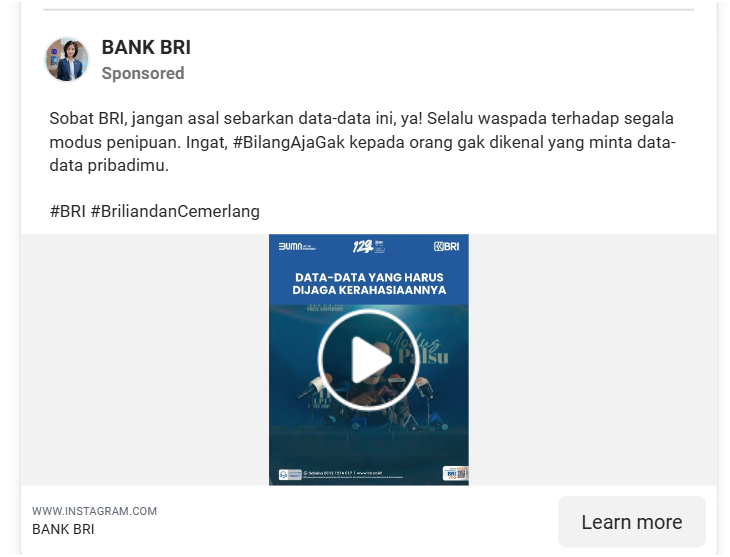 BANK BRI
Sponsored
Sobat BRI, jangan asal sebarkan data-data ini, ya! Selalu waspada terhadap segala
modus penipuan. Ingat, #BilangAjaGak kepada orang gak dikenal yang minta data-
data pribadimu.
#BRI #BriliandanCemerlang
BUMN
BRI
DATA-DATA YANG HARUS
DIJAGA KERAHASIAANNYA
Modus
Palsu
WWW.INSTAGRAM.COM
BANK BRI
Learn more